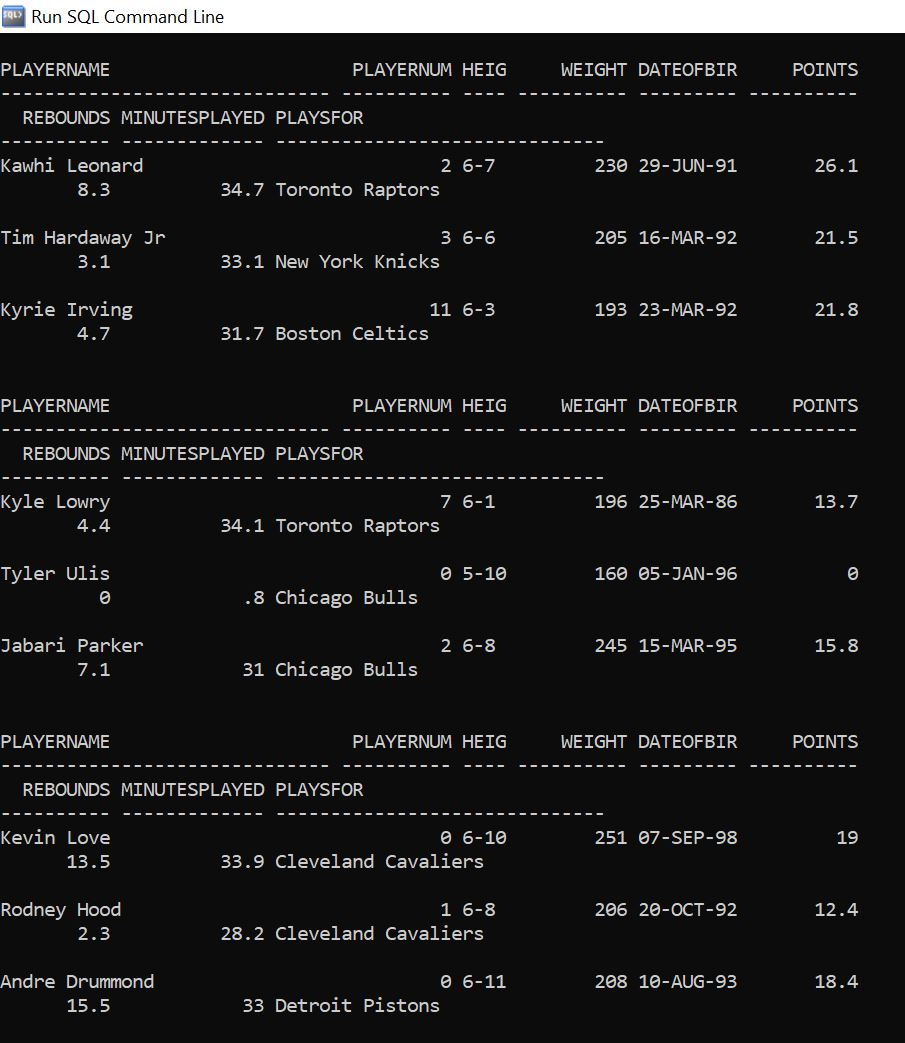 SQL> Run SQL Command Line
PLAYERNAME                      PLAYERNUM HEIG     WEIGHT DATEOFBIR     POINTS
------------------------------ ---------- ---- ---------- --------- ----------
  REBOUNDS MINUTESPLAYED PLAYSFOR
---------- ------------- ------------------------------
Kawhi Leonard                           2 6-7         230 29-JUN-91       26.1
       8.3          34.7 Toronto Raptors
Tim Hardaway Jr                         3 6-6         205 16-MAR-92       21.5
       3.1          33.1 New York Knicks
Kyrie Irving                           11 6-3         193 23-MAR-92       21.8
       4.7          31.7 Boston Celtics
PLAYERNAME                      PLAYERNUM HEIG     WEIGHT DATEOFBIR     POINTS
------------------------------ ---------- ---- ---------- --------- ----------
  REBOUNDS MINUTESPLAYED PLAYSFOR
---------- ------------- ------------------------------
Kyle Lowry                              7 6-1         196 25-MAR-86       13.7
       4.4          34.1 Toronto Raptors
Tyler Ulis                              0 5-10        160 05-JAN-96          0
         0            .8 Chicago Bulls
Jabari Parker                           2 6-8         245 15-MAR-95       15.8
       7.1            31 Chicago Bulls
PLAYERNAME                      PLAYERNUM HEIG     WEIGHT DATEOFBIR     POINTS
------------------------------ ---------- ---- ---------- --------- ----------
  REBOUNDS MINUTESPLAYED PLAYSFOR
---------- ------------- ------------------------------
Kevin Love                              0 6-10        251 07-SEP-98         19
      13.5          33.9 Cleveland Cavaliers
Rodney Hood                             1 6-8         206 20-OCT-92       12.4
       2.3          28.2 Cleveland Cavaliers
Andre Drummond                          0 6-11        208 10-AUG-93       18.4
      15.5            33 Detroit Pistons